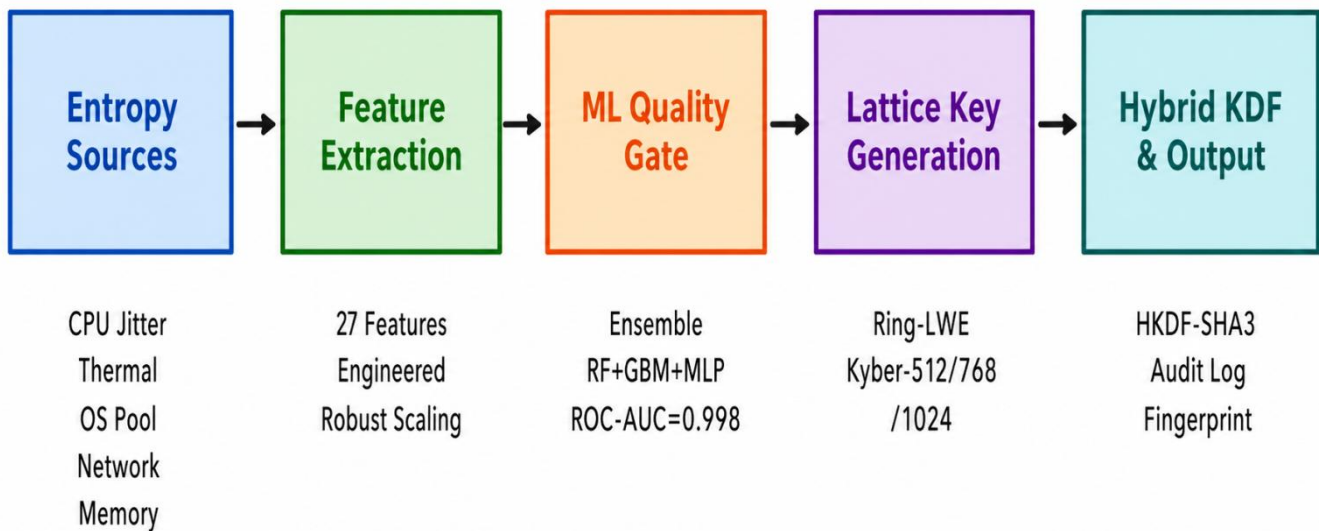 Entropy
Sources
Feature
Extraction
ML Quality
Gate
Lattice Key
Generation
Hybrid KDF
& Output
CPU Jitter
Thermal
OS Pool
Network
Memory
27 Features
Engineered
Robust Scaling
Ensemble
RF+GBM+MLP
ROC-AUC=0.998
Ring-LWE
Kyber-512/768
/1024
HKDF-SHA3
Audit Log
Fingerprint